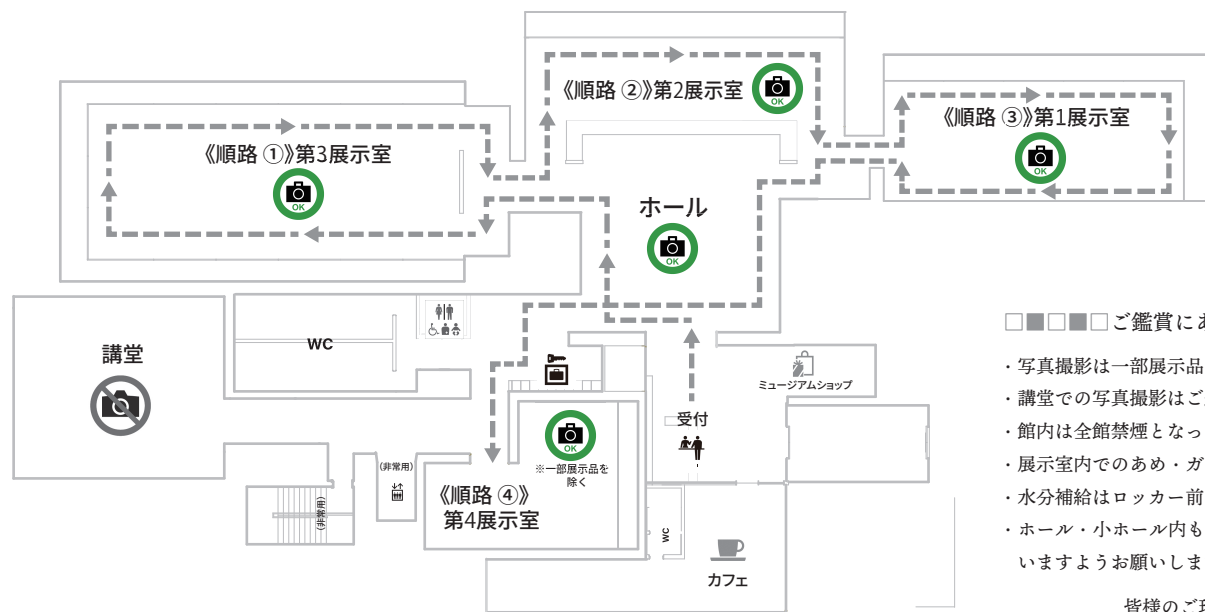 《順路 ②》第2展示室
OK
《順路 ③》第1展示室
OK
《順路 ①》第3展示室
OK
ホール
OK
講堂
WC
ミュージアムショップ
受付
OK
※一部展示品を
除く
(非常用)
(非常用)
《順路 ④》
第4展示室
WC
カフェ
□■□■□ご鑑賞にあ
・写真撮影は一部展示品
・講堂での写真撮影はご
・館内は全館禁煙となっ
・展示室内でのあめ・ガ
・水分補給はロッカー前
・ホール・小ホール内も
いますようお願いしま
皆様のご理